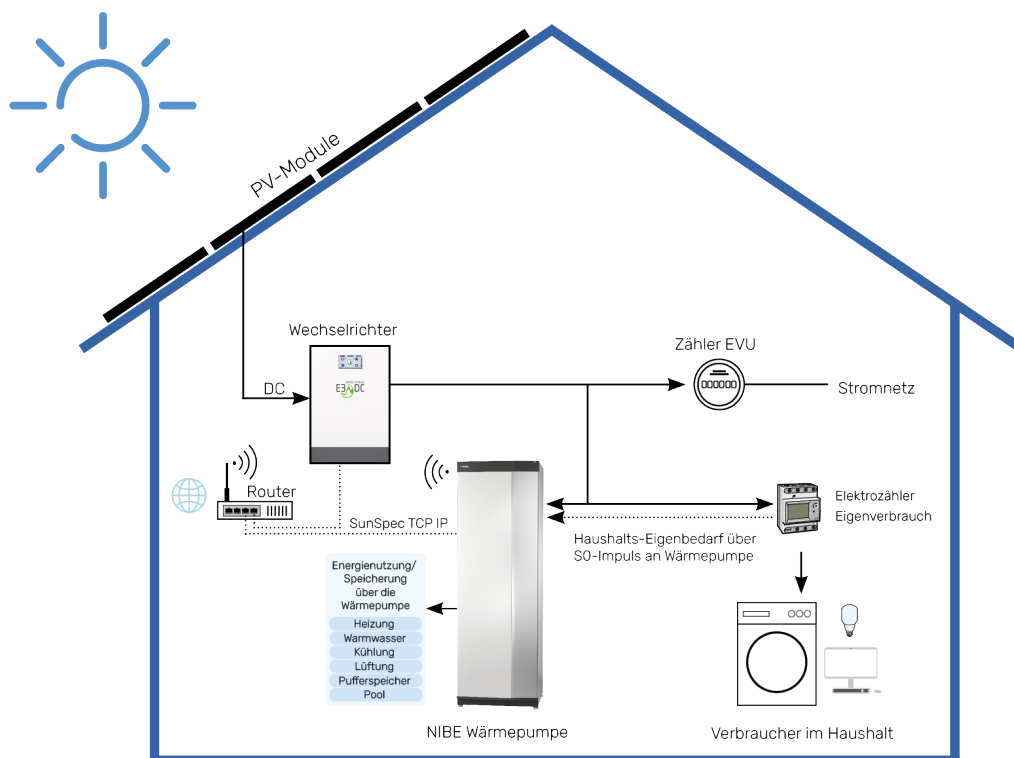 PV-Module
Wechselrichter
E3 DC
DC
Zähler EVU
Stromnetz
Router
SunSpec TCP IP
Elektrozähler
Eigenverbrauch
Haushalts-Eigenbedarf über
S0-Impuls an Wärmepumpe
Energienutzung/
Speicherung
über die
Wärmepumpe
Heizung
Warmwasser
Kühlung
Lüftung
Pufferspeicher
Pool
NIBE Wärmepumpe
Verbraucher im Haushalt